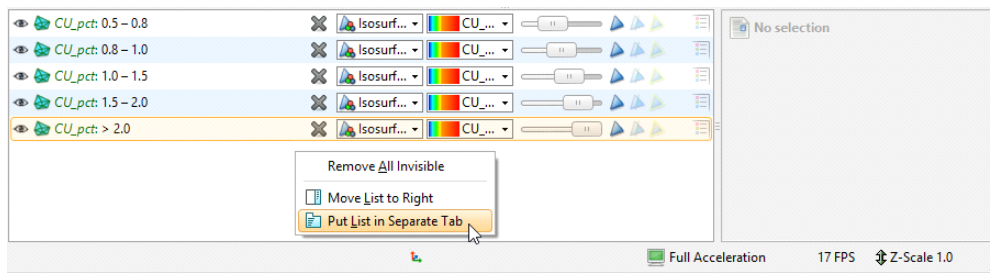 CU_pct: 0.5 – 0.8 Isosurf... CU_...
CU_pct: 0.8 – 1.0 Isosurf... CU_...
CU_pct: 1.0 – 1.5 Isosurf... CU_...
CU_pct: 1.5 – 2.0 Isosurf... CU_...
CU_pct: > 2.0 Isosurf... CU_...
No selection
Remove All Invisible
Move List to Right
Put List in Separate Tab
Full Acceleration 17 FPS Z-Scale 1.0